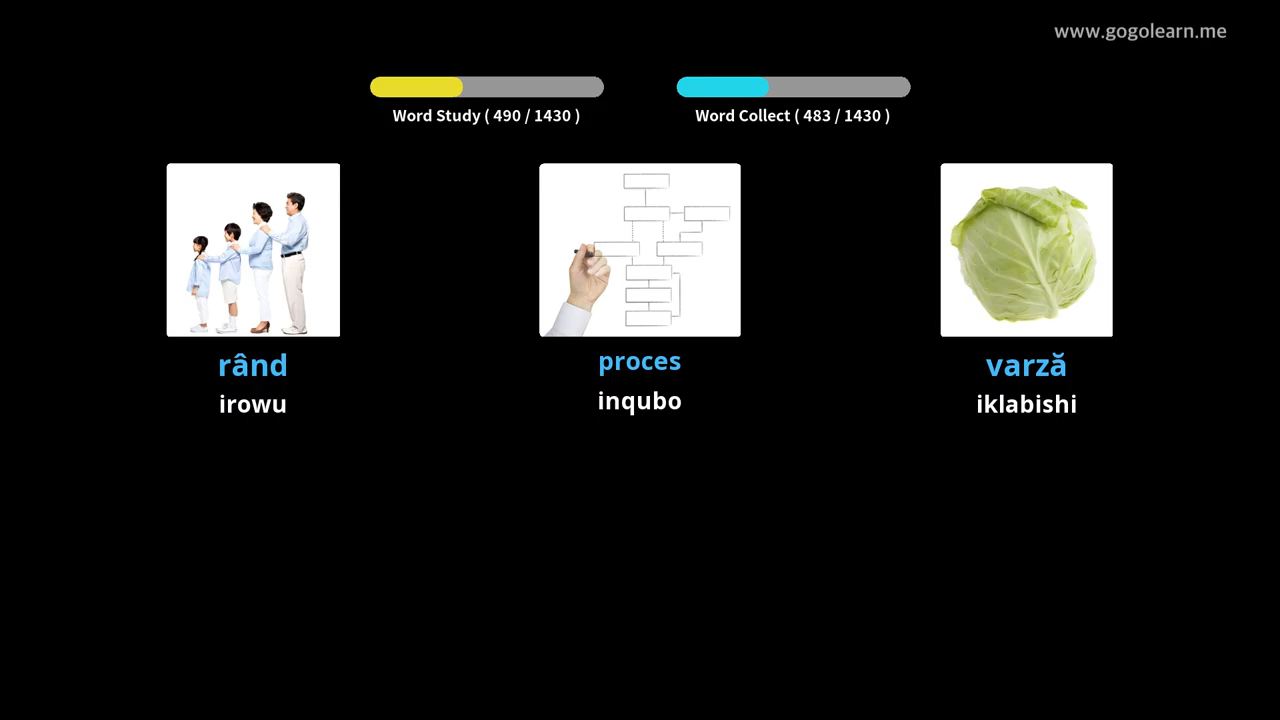 www.gogolearn.me
Word Study ( 490 / 1430 )
Word Collect ( 483 / 1430 )
rând
irowu
proces
inqubo
varză
iklabishi